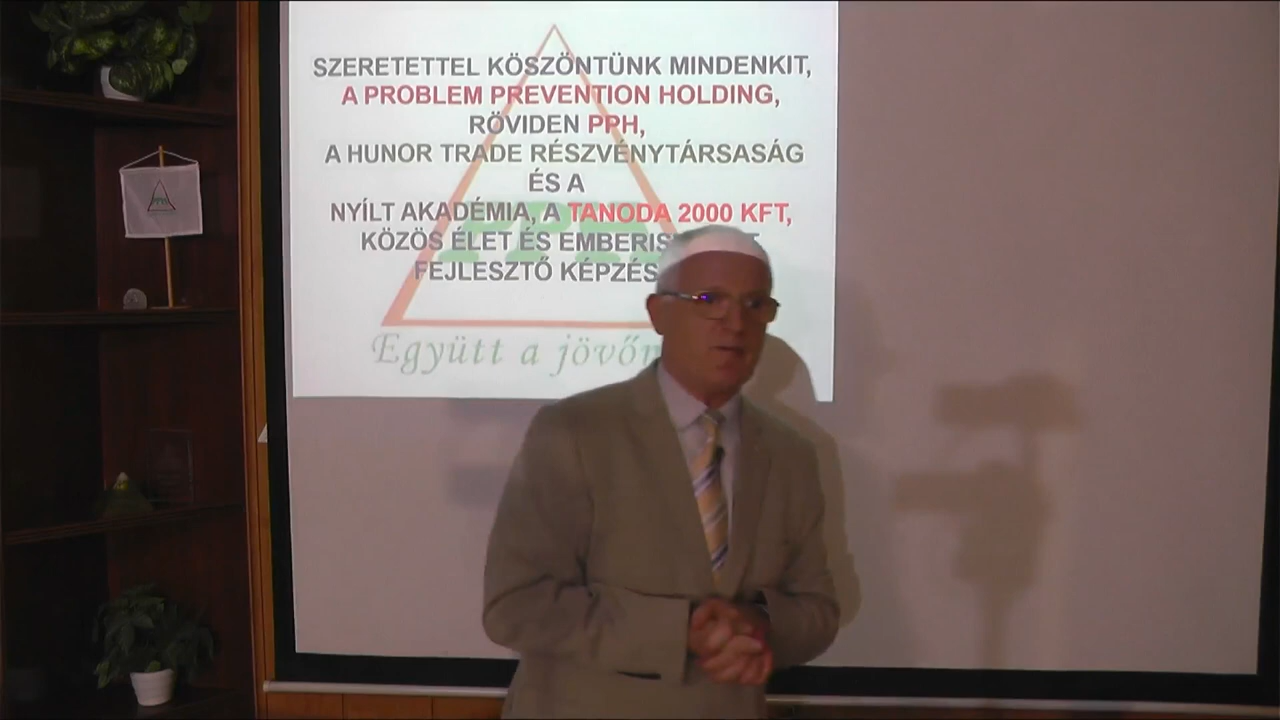 SZERETETTEL KÖSZÖNTÜNK MINDENKIT,
A PROBLEM PREVENTION HOLDING,
RÖVIDEN PPH,
A HUNOR TRADE RÉSZVÉNYTÁRSASÁG
ÉS A
NYÍLT AKADÉMIA, A TANODA 2000 KFT,
KÖZÖS ÉLET ÉS
FEJLESZTŐ
PPH
Együtt a